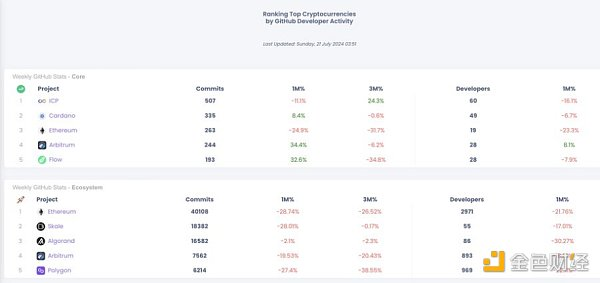 Ranking Top Cryptocurrencies
by GitHub Developer Activity
Last Updated: Sunday, 21 July 2024 03:51
Weekly GitHub Stats - Core
Project Commits 1M% 3M% Developers 1M%
1 ICP 507 -11.1% 24.3% 60 -16.1%
2 Cardano 335 8.4% -0.6% 49 -6.7%
3 Ethereum 263 -24.9% -31.7% 19 -23.3%
4 Arbitrum 244 34.4% -6.2% 28 8.1%
5 Flow 193 32.6% -34.8% 28 -7.9%
Weekly GitHub Stats - Ecosystem
Project Commits 1M% 3M% Developers 1M%
1 Ethereum 40108 -28.74% -26.52% 2971 -21.76%
2 Skale 18382 -28.01% -0.17% 55 -17.01%
3 Algorand 16582 -2.1% -2.3% 86 -30.27%
4 Arbitrum 7562 -19.53% -20.43% 893
5 Polygon 6214 -27.4% -38.55% 969
金色财经